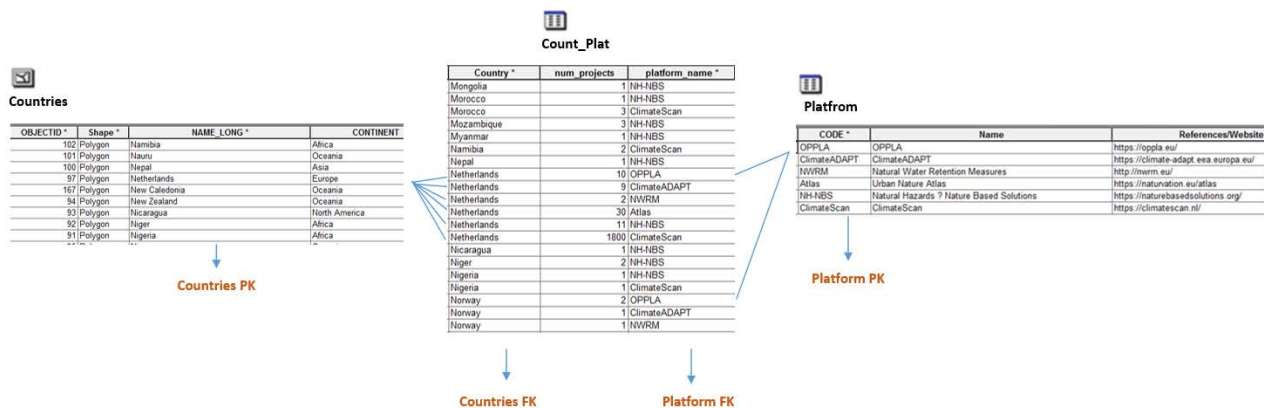 Count_Plat
Countries
Platfrom
OBJECTID * Shape * NAME_LONG * CONTINENT
102 Polygon Namibia Africa
101 Polygon Nauru Oceania
100 Polygon Nepal Asia
97 Polygon Netherlands Europe
167 Polygon New Caledonia Oceania
94 Polygon New Zealand Oceania
93 Polygon Nicaragua North America
92 Polygon Niger Africa
91 Polygon Nigeria Africa
Countries PK
Country * num_projects platform_name *
Mongolia 1 NH-NBS
Morocco 1 NH-NBS
Morocco 3 ClimateScan
Mozambique 3 NH-NBS
Myanmar 1 NH-NBS
Namibia 2 ClimateScan
Nepal 1 NH-NBS
Netherlands 10 OPPLA
Netherlands 9 ClimateADAPT
Netherlands 2 NWRM
Netherlands 30 Atlas
Netherlands 11 NH-NBS
Netherlands 1800 ClimateScan
Nicaragua 1 NH-NBS
Niger 2 NH-NBS
Nigeria 1 NH-NBS
Nigeria 1 ClimateScan
Norway 2 OPPLA
Norway 1 ClimateADAPT
Norway 1 NWRM
Countries FK
Platform FK
CODE * Name References/Website
OPPLA OPPLA https://oppla.eu/
ClimateADAPT ClimateADAPT https://climate-adapt.eea.europa.eu/
NWRM Natural Water Retention Measures http://nwrm.eu/
Atlas Urban Nature Atlas https://naturvation.eu/atlas
NH-NBS Natural Hazards ? Nature Based Solutions https://naturebasedsolutions.org/
ClimateScan ClimateScan https://climatescan.nl/
Platform PK